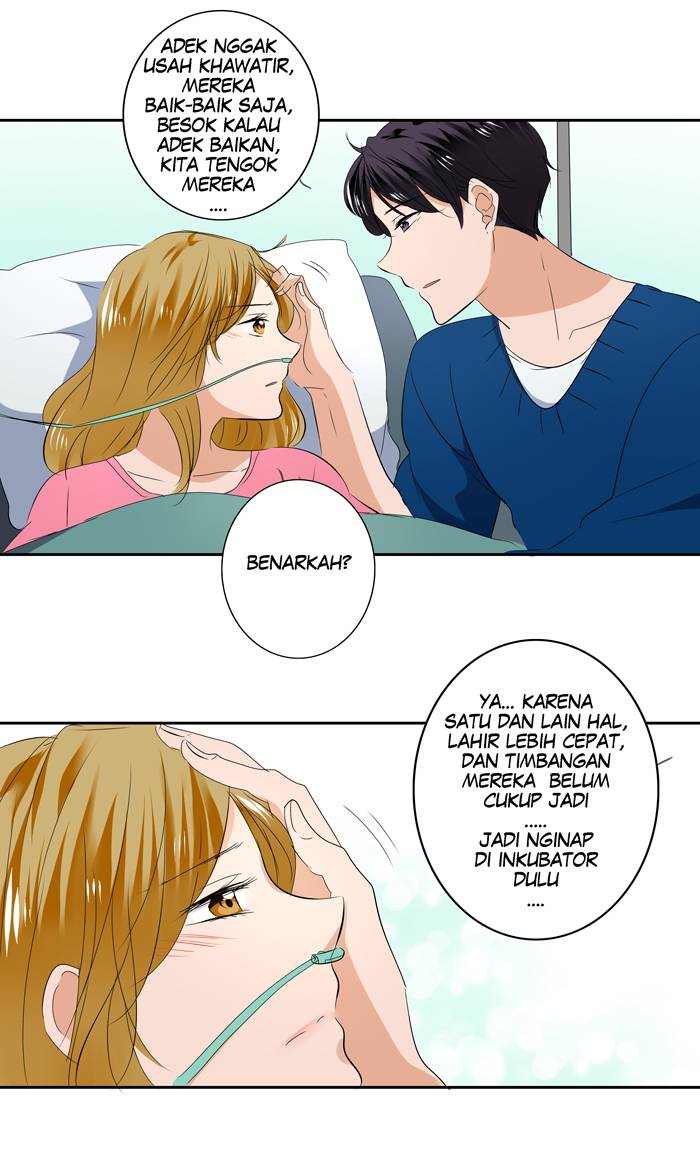 ADEK NGGAK
USAH KHAWATIR,
MEREKA
BAIK-BAIK SAJA,
BESOK KALAU
ADEK BAIKAN,
KITA TENGOK
MEREKA
....
BENARKAH?
YA... KARENA
SATU DAN LAIN HAL,
LAHIR LEBIH CEPAT,
DAN TIMBANGAN
MEREKA BELUM
CUKUP JADI
.....
JADI NGINAP
DI INKUBATOR
DULU
....